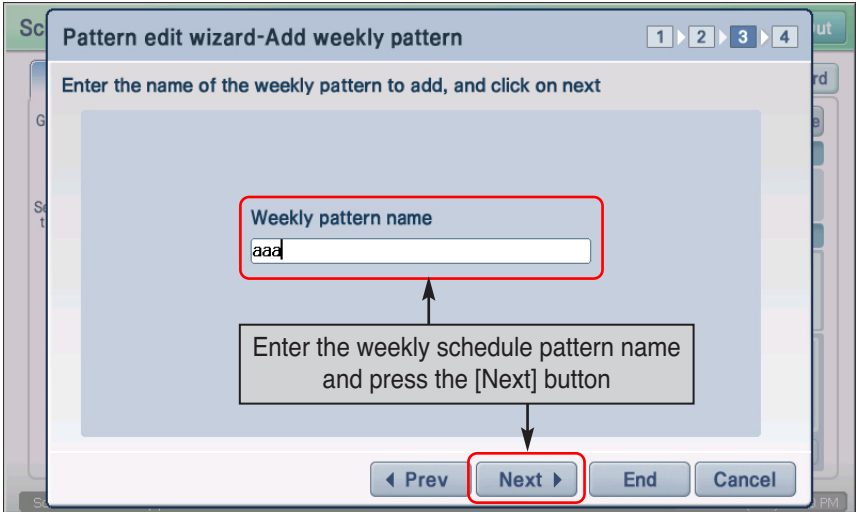 Pattern edit wizard-Add weekly pattern
1 2 3 4
Enter the name of the weekly pattern to add, and click on next
Weekly pattern name
aaa
Enter the weekly schedule pattern name
and press the [Next] button
Prev Next End Cancel